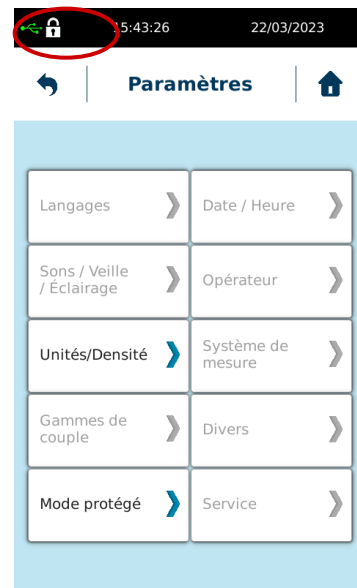 15:43:26 22/03/2023
Paramètres
Langages
Date / Heure
Sons / Veille
/ Éclairage
Opérateur
Unités/Densité
Système de
mesure
Gammes de
couple
Divers
Mode protégé
Service